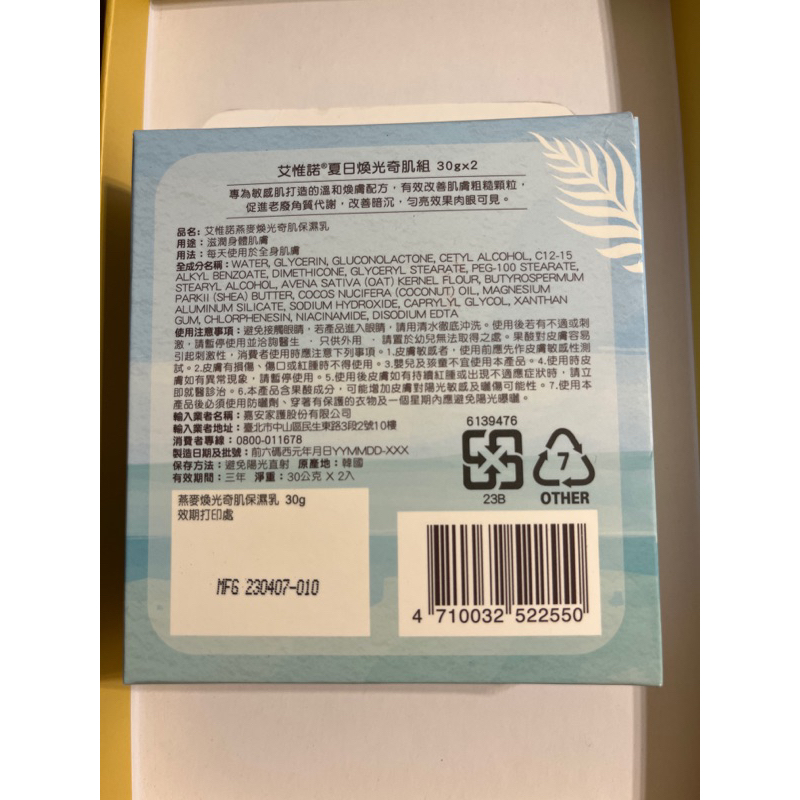 艾惟諾®夏日煥光奇肌組 30gx2
專為敏感肌打造的溫和煥膚配方，有效改善肌膚粗糙顆粒，
促進老廢角質代謝，改善暗沉，勻亮效果肉眼可見。
品名: 艾惟諾燕麥煥光奇肌保濕乳
用途：滋潤身體肌膚
用法：每天使用於全身肌膚
全成分名稱：WATER, GLYCERIN, GLUCONOLACTONE, CETYL ALCOHOL, C12-15
ALKYL BENZOATE, DIMETHICONE, GLYCERYL STEARATE, PEG-100 STEARATE,
STEARYL ALCOHOL, AVENA SATIVA (OAT) KERNEL FLOUR, BUTYROSPERMUM
PARKII (SHEA) BUTTER, COCOS NUCIFERA (COCONUT) OIL, MAGNESIUM
ALUMINUM SILICATE, SODIUM HYDROXIDE, CAPRYLYL GLYCOL, XANTHAN
GUM, CHLORPHENESIN, NIACINAMIDE, DISODIUM EDTA
使用注意事項：避免接觸眼睛，若產品進入眼睛，請用清水徹底沖洗。使用後若有不適或刺
激，請暫停使用並洽詢醫生 ．只供外用 ．請置於幼兒無法取得之處。果酸對皮膚容易
引起刺激性，消費者使用時應注意下列事項。1.皮膚敏感者，使用前應先作皮膚敏感性測
試。2.皮膚有損傷、傷口或紅腫時不得使用。3.嬰兒及孩童不宜使用本產品。4.使用時皮
膚如有異常現象，請暫停使用。5.使用後皮膚如有持續紅腫或出現不適應症狀時，請立
即就醫診治。6.本產品含果酸成分，可能增加皮膚對陽光敏感及曬傷可能性。7.使用本
產品後必須使用防曬劑、穿著有保護的衣物及一個星期內應避免陽光曝曬。
輸入業者名稱：嘉安家護股份有限公司
輸入業者地址：臺北市中山區民生東路3段2號10樓
消費者專線：0800-011678
製造日期及批號：前六碼西元年月日YYMMDD-XXX
保存方法：避免陽光直射 原產地：韓國
有效期間：三年 淨重：30公克 X 2入
6139476
23B
7
OTHER
燕麥煥光奇肌保濕乳 30g
效期打印處
MFG 230407-010
4 710032 522550